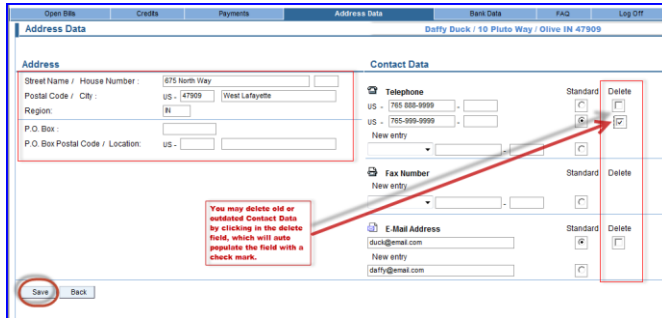 Open Bills Credits Payments Address Data Bank Data FAQ Log Off
Address Data Daffy Duck / 10 Pluto Way / Olive IN 47909
Address Contact Data
Street Name / House Number : 675 North Way
Postal Code / City : US - 47909 West Lafayette
Region: IN
P.O. Box :
P.O. Box Postal Code / Location: US -
Telephone Standard Delete
US - 765 888-9999 -
US - 765-999-9999 -
New entry
-
Fax Number Standard Delete
New entry
-
E-Mail Address Standard Delete
duck@email.com
New entry
daffy@email.com
You may delete old or
outdated Contact Data
by clicking in the delete
field, which will auto
populate the field with a
check mark.
Save Back